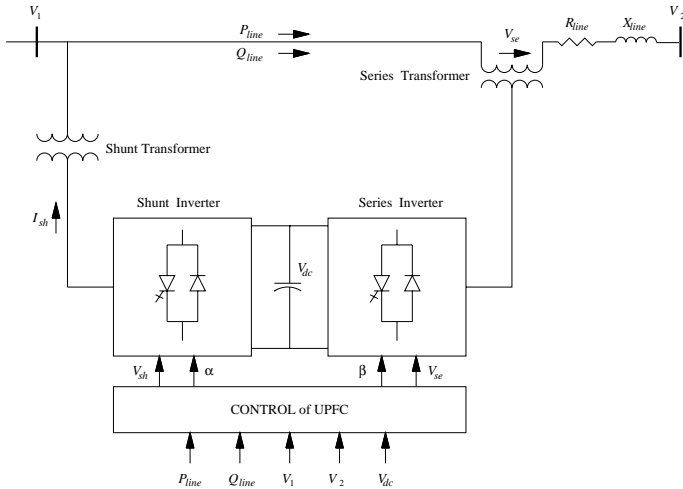 V1
V2
Pline
Qline
Vse
Rline
Xline
Series Transformer
Shunt Transformer
Ish
Shunt Inverter
Series Inverter
Vdc
Vsh
α
β
Vse
CONTROL of UPFC
Pline
Qline
V1
V2
Vdc